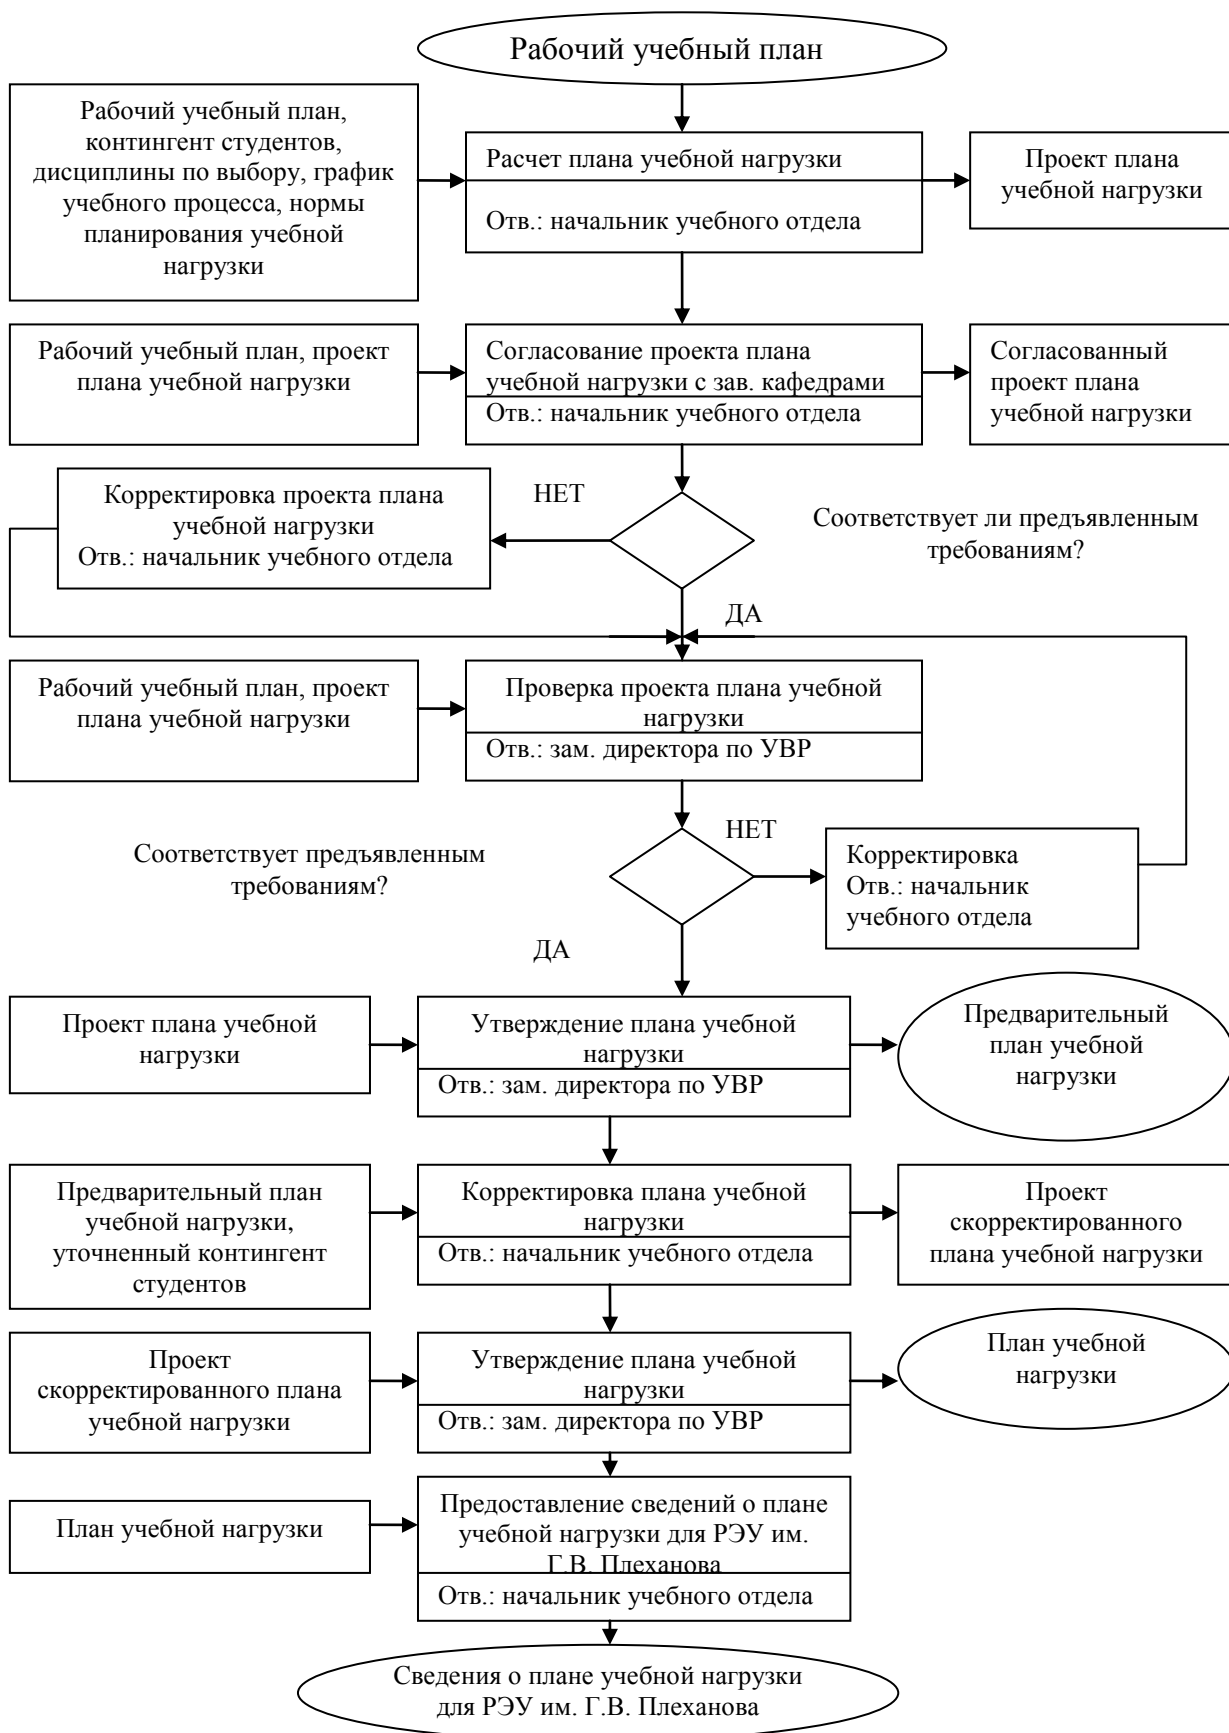 Рабочий учебный план
Рабочий учебный план,
контингент студентов,
дисциплины по выбору, график
учебного процесса, нормы
планирования учебной
нагрузки
Расчет плана учебной нагрузки
Отв.: начальник учебного отдела
Проект плана
учебной нагрузки
Рабочий учебный план, проект
плана учебной нагрузки
Согласование проекта плана
учебной нагрузки с зав. кафедрами
Отв.: начальник учебного отдела
Согласованный
проект плана
учебной нагрузки
Корректировка проекта плана
учебной нагрузки
Отв.: начальник учебного отдела
НЕТ
Соответствует ли предъявленным
требованиям?
ДА
Рабочий учебный план, проект
плана учебной нагрузки
Проверка проекта плана учебной
нагрузки
Отв.: зам. директора по УВР
Соответствует предъявленным
требованиям?
НЕТ
Корректировка
Отв.: начальник
учебного отдела
ДА
Проект плана учебной
нагрузки
Утверждение плана учебной
нагрузки
Отв.: зам. директора по УВР
Предварительный
план учебной
нагрузки
Предварительный план
учебной нагрузки,
уточненный контингент
студентов
Корректировка плана учебной
нагрузки
Отв.: начальник учебного отдела
Проект
скорректированного
плана учебной нагрузки
Проект
скорректированного плана
учебной нагрузки
Утверждение плана учебной
нагрузки
Отв.: зам. директора по УВР
План учебной
нагрузки
План учебной нагрузки
Предоставление сведений о плане
учебной нагрузки для РЭУ им.
Г.В. Плеханова
Отв.: начальник учебного отдела
Сведения о плане учебной нагрузки
для РЭУ им. Г.В. Плеханова